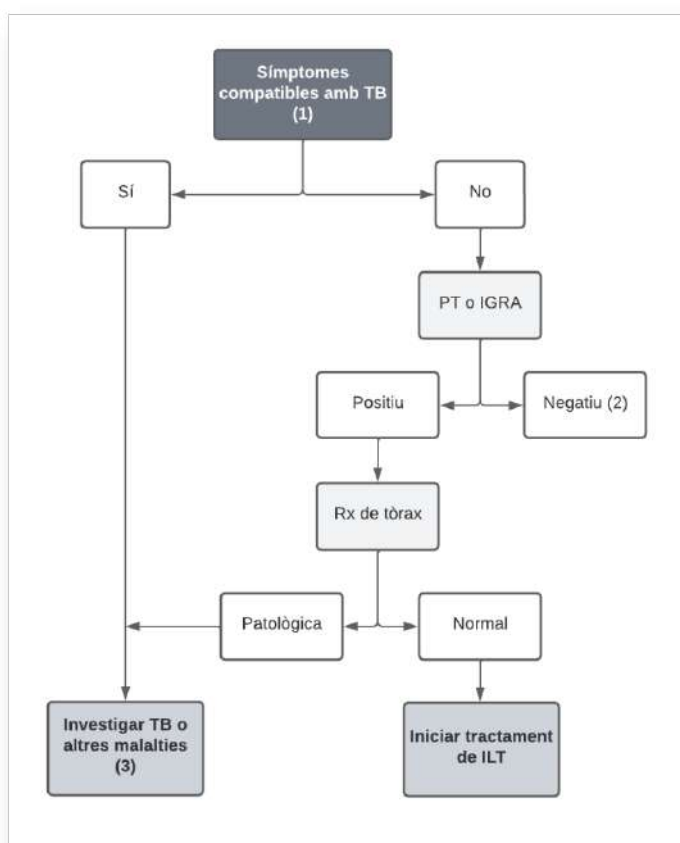 Símptomes
compatibles amb TB
(1)
Sí
No
PT o IGRA
Positiu
Negatiu (2)
Rx de tòrax
Patològica
Normal
Investigar TB o
altres malalties
(3)
Iniciar tractament
de ILT